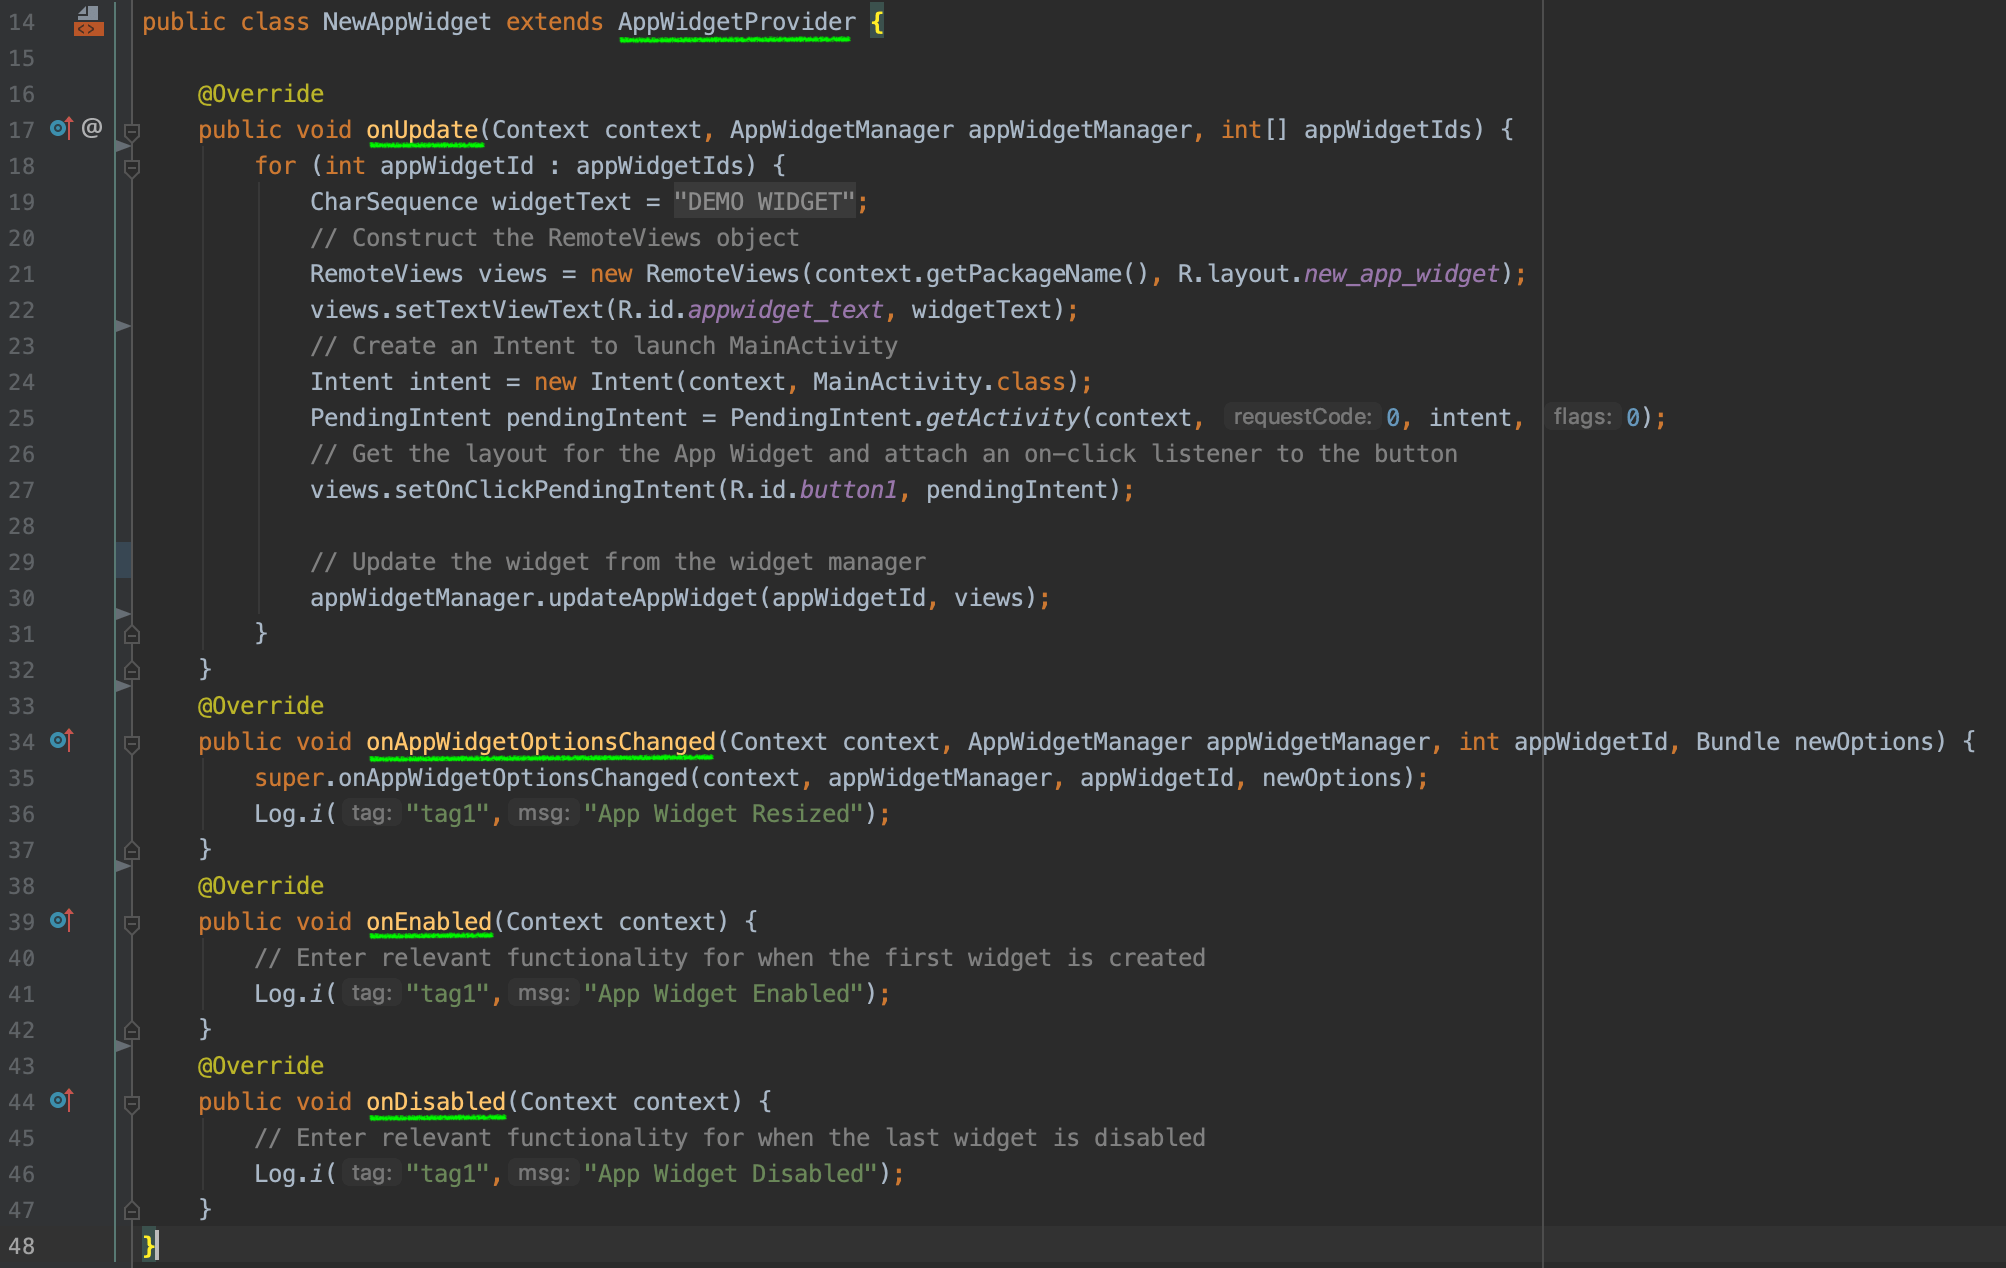 14 public class NewAppWidget extends AppWidgetProvider {
15
16     @Override
17 @ public void onUpdate(Context context, AppWidgetManager appWidgetManager, int[] appWidgetIds) {
18         for (int appWidgetId : appWidgetIds) {
19             CharSequence widgetText = "DEMO WIDGET";
20             // Construct the RemoteViews object
21             RemoteViews views = new RemoteViews(context.getPackageName(), R.layout.new_app_widget);
22             views.setTextViewText(R.id.appwidget_text, widgetText);
23             // Create an Intent to launch MainActivity
24             Intent intent = new Intent(context, MainActivity.class);
25             PendingIntent pendingIntent = PendingIntent.getActivity(context, requestCode: 0, intent, flags: 0);
26             // Get the layout for the App Widget and attach an on-click listener to the button
27             views.setOnClickPendingIntent(R.id.button1, pendingIntent);
28
29             // Update the widget from the widget manager
30             appWidgetManager.updateAppWidget(appWidgetId, views);
31         }
32     }
33     @Override
34     public void onAppWidgetOptionsChanged(Context context, AppWidgetManager appWidgetManager, int appWidgetId, Bundle newOptions) {
35         super.onAppWidgetOptionsChanged(context, appWidgetManager, appWidgetId, newOptions);
36         Log.i( tag: "tag1", msg: "App Widget Resized");
37     }
38     @Override
39     public void onEnabled(Context context) {
40         // Enter relevant functionality for when the first widget is created
41         Log.i( tag: "tag1", msg: "App Widget Enabled");
42     }
43     @Override
44     public void onDisabled(Context context) {
45         // Enter relevant functionality for when the last widget is disabled
46         Log.i( tag: "tag1", msg: "App Widget Disabled");
47     }
48 }